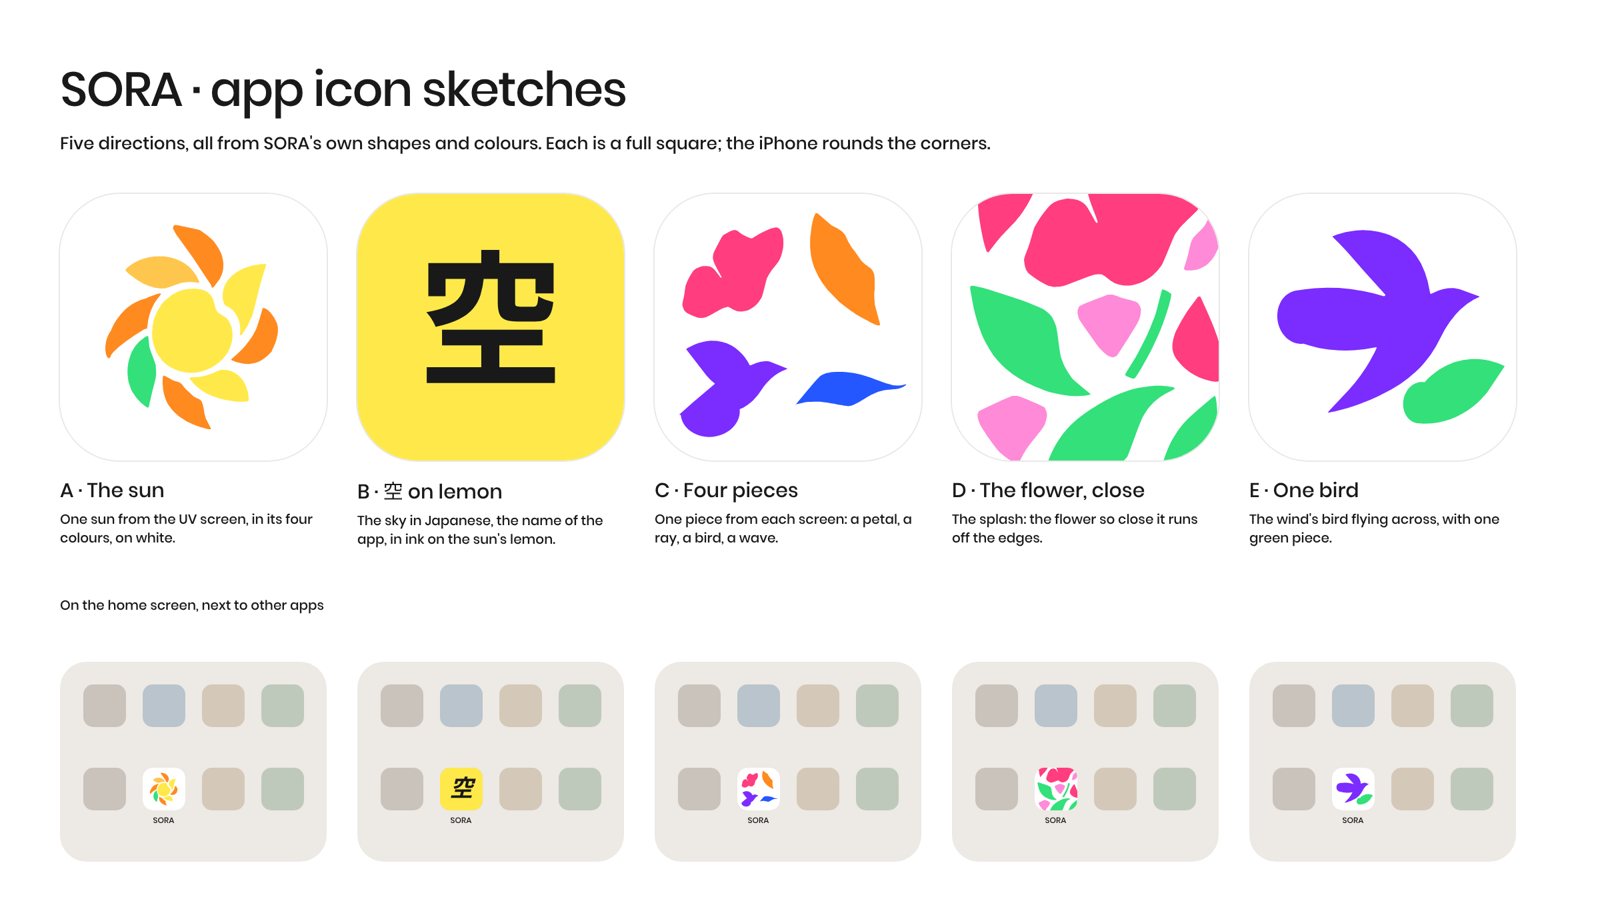 SORA · app icon sketches
Five directions, all from SORA's own shapes and colours. Each is a full square; the iPhone rounds the corners.
空
A · The sun
One sun from the UV screen, in its four
colours, on white.
B · 空 on lemon
The sky in Japanese, the name of the
app, in ink on the sun's lemon.
C · Four pieces
One piece from each screen: a petal, a
ray, a bird, a wave.
D · The flower, close
The splash: the flower so close it runs
off the edges.
E · One bird
The wind's bird flying across, with one
green piece.
On the home screen, next to other apps
空
SORA
SORA
SORA
SORA
SORA